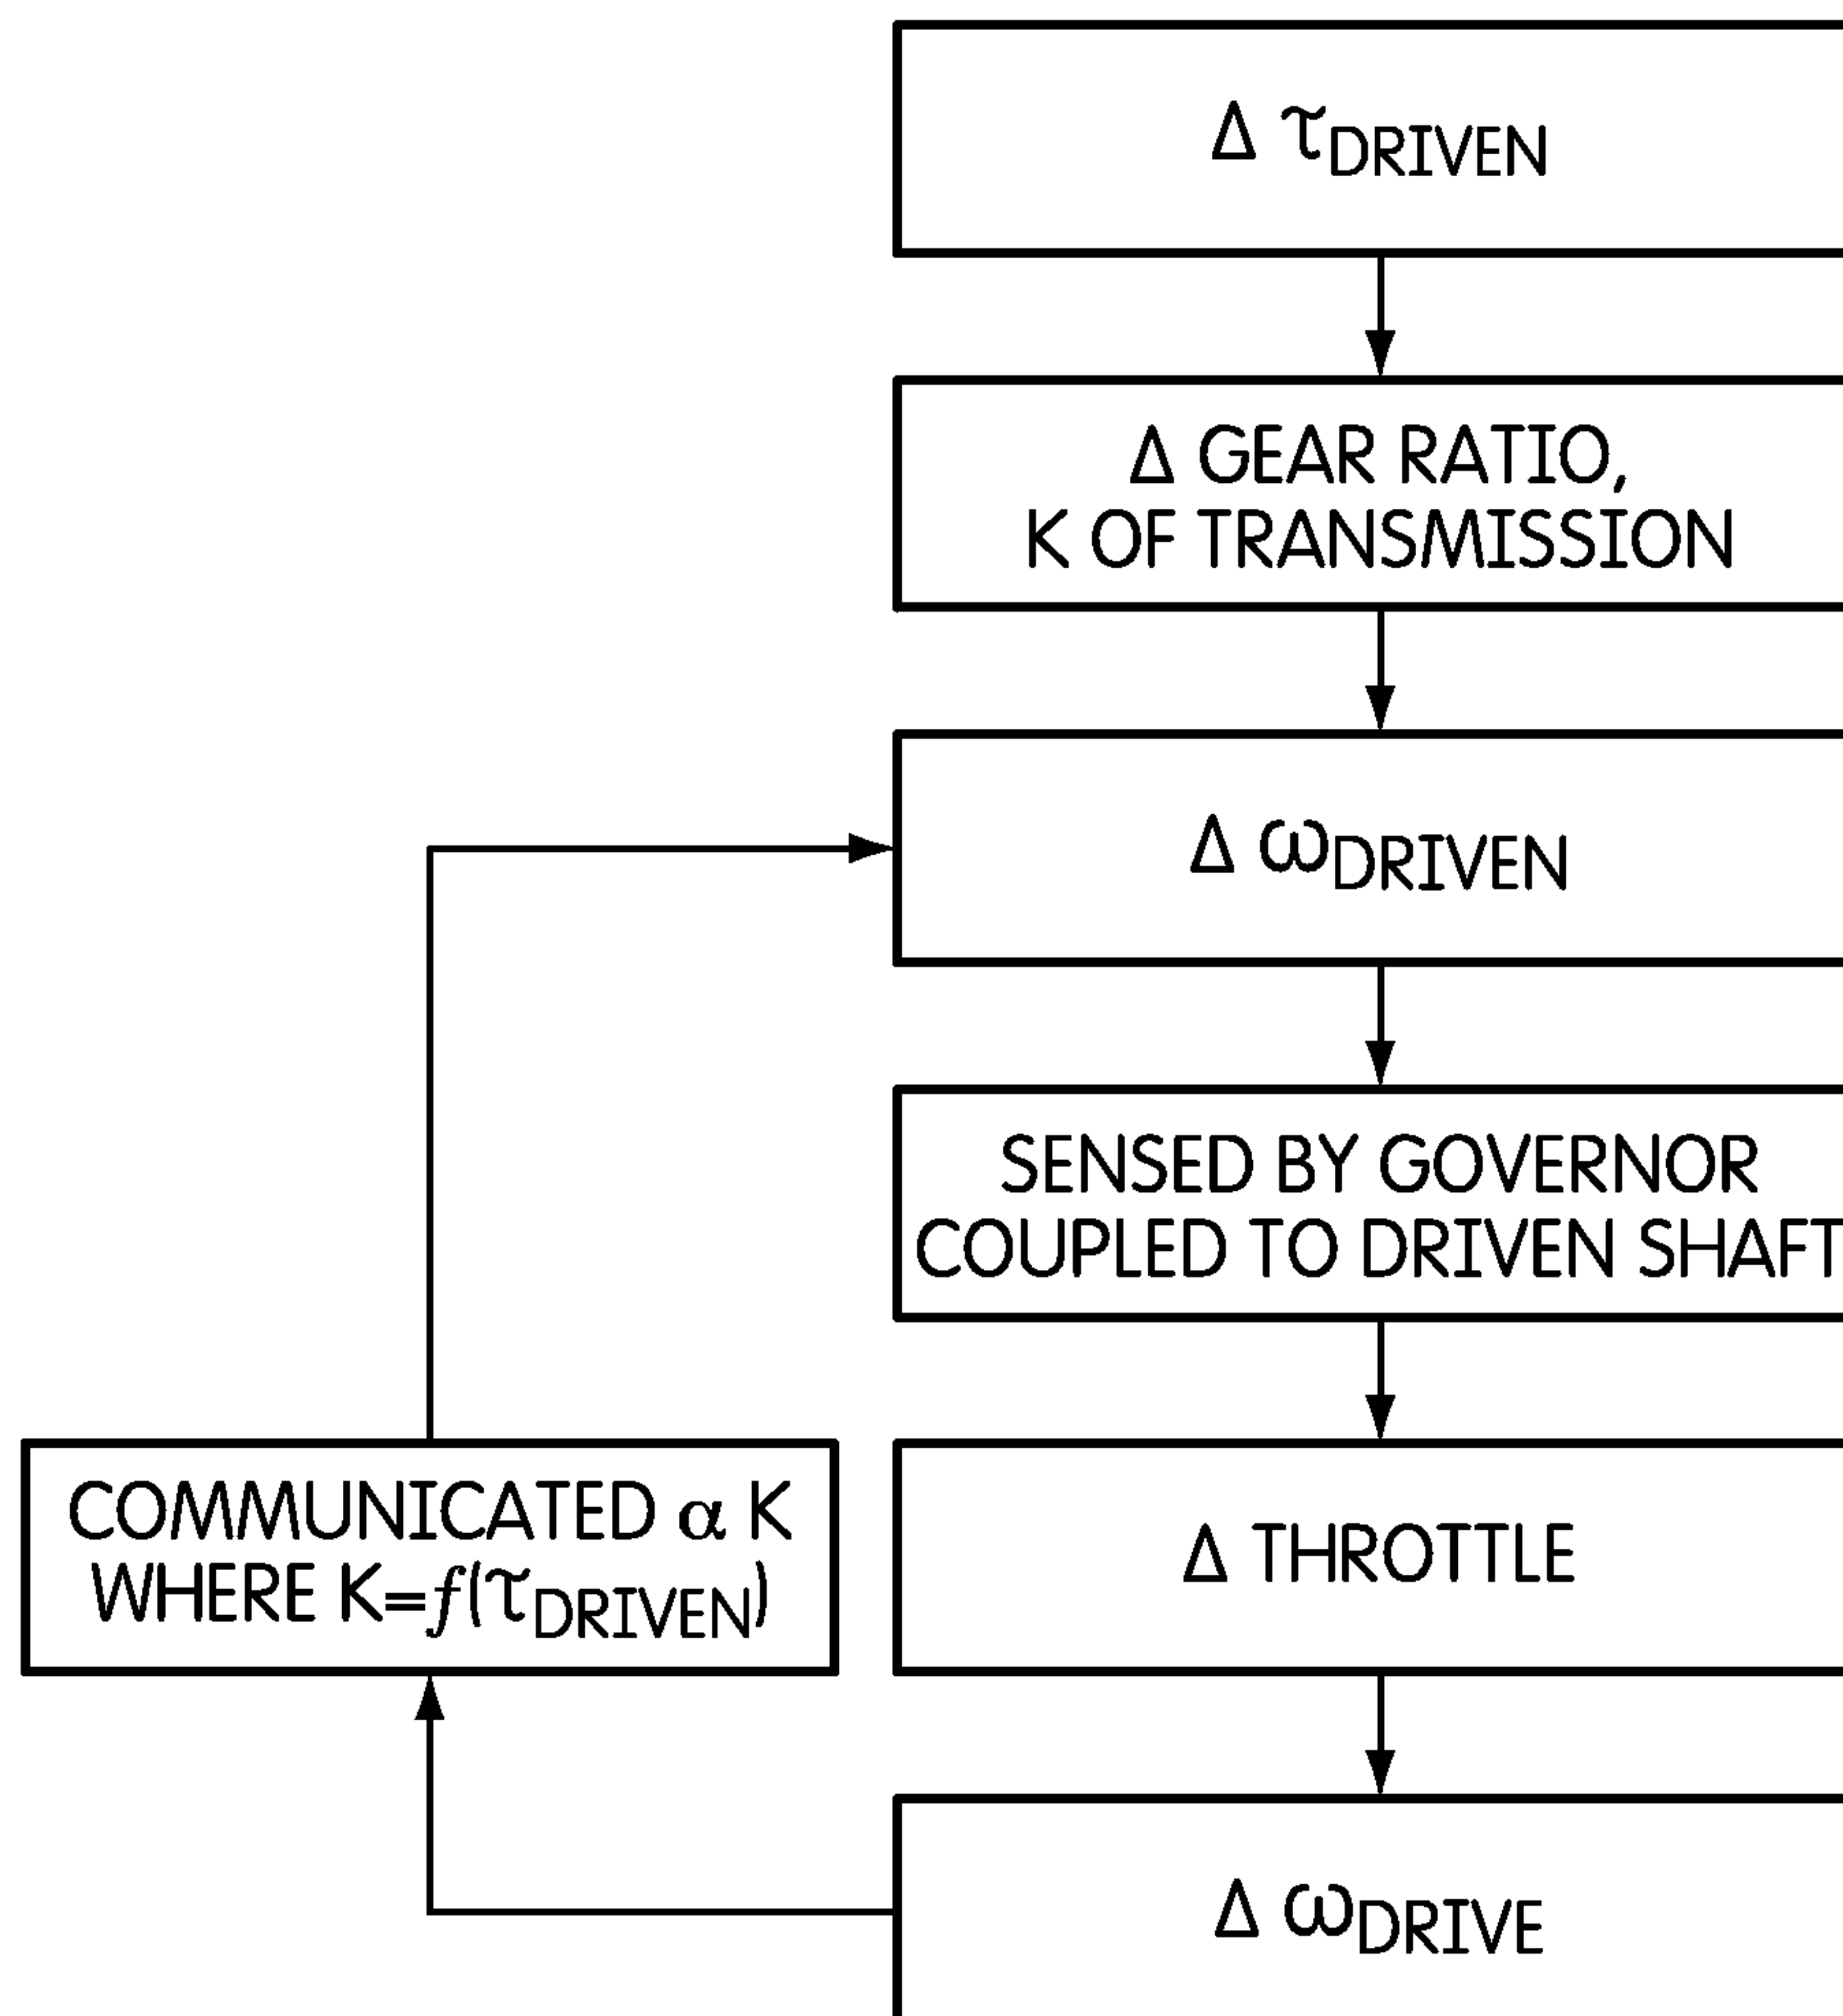 Δ τDRIVEN
Δ GEAR RATIO,
K OF TRANSMISSION
Δ ωDRIVEN
SENSED BY GOVERNOR
COUPLED TO DRIVEN SHAFT
COMMUNICATED α K
WHERE K=f(τDRIVEN)
Δ THROTTLE
Δ ωDRIVE